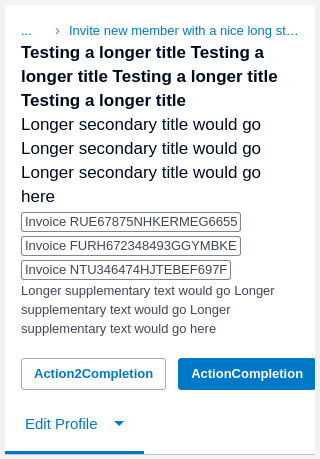 ... > Invite new member with a nice long st…
Testing a longer title Testing a
longer title Testing a longer title
Testing a longer title
Longer secondary title would go
Longer secondary title would go
Longer secondary title would go
here
Invoice RUE67875NHKERMEG6655
Invoice FURH672348493GGYMBKE
Invoice NTU346474HJTEBEF697F
Longer supplementary text would go Longer
supplementary text would go Longer
supplementary text would go here
Action2Completion ActionCompletion
Edit Profile